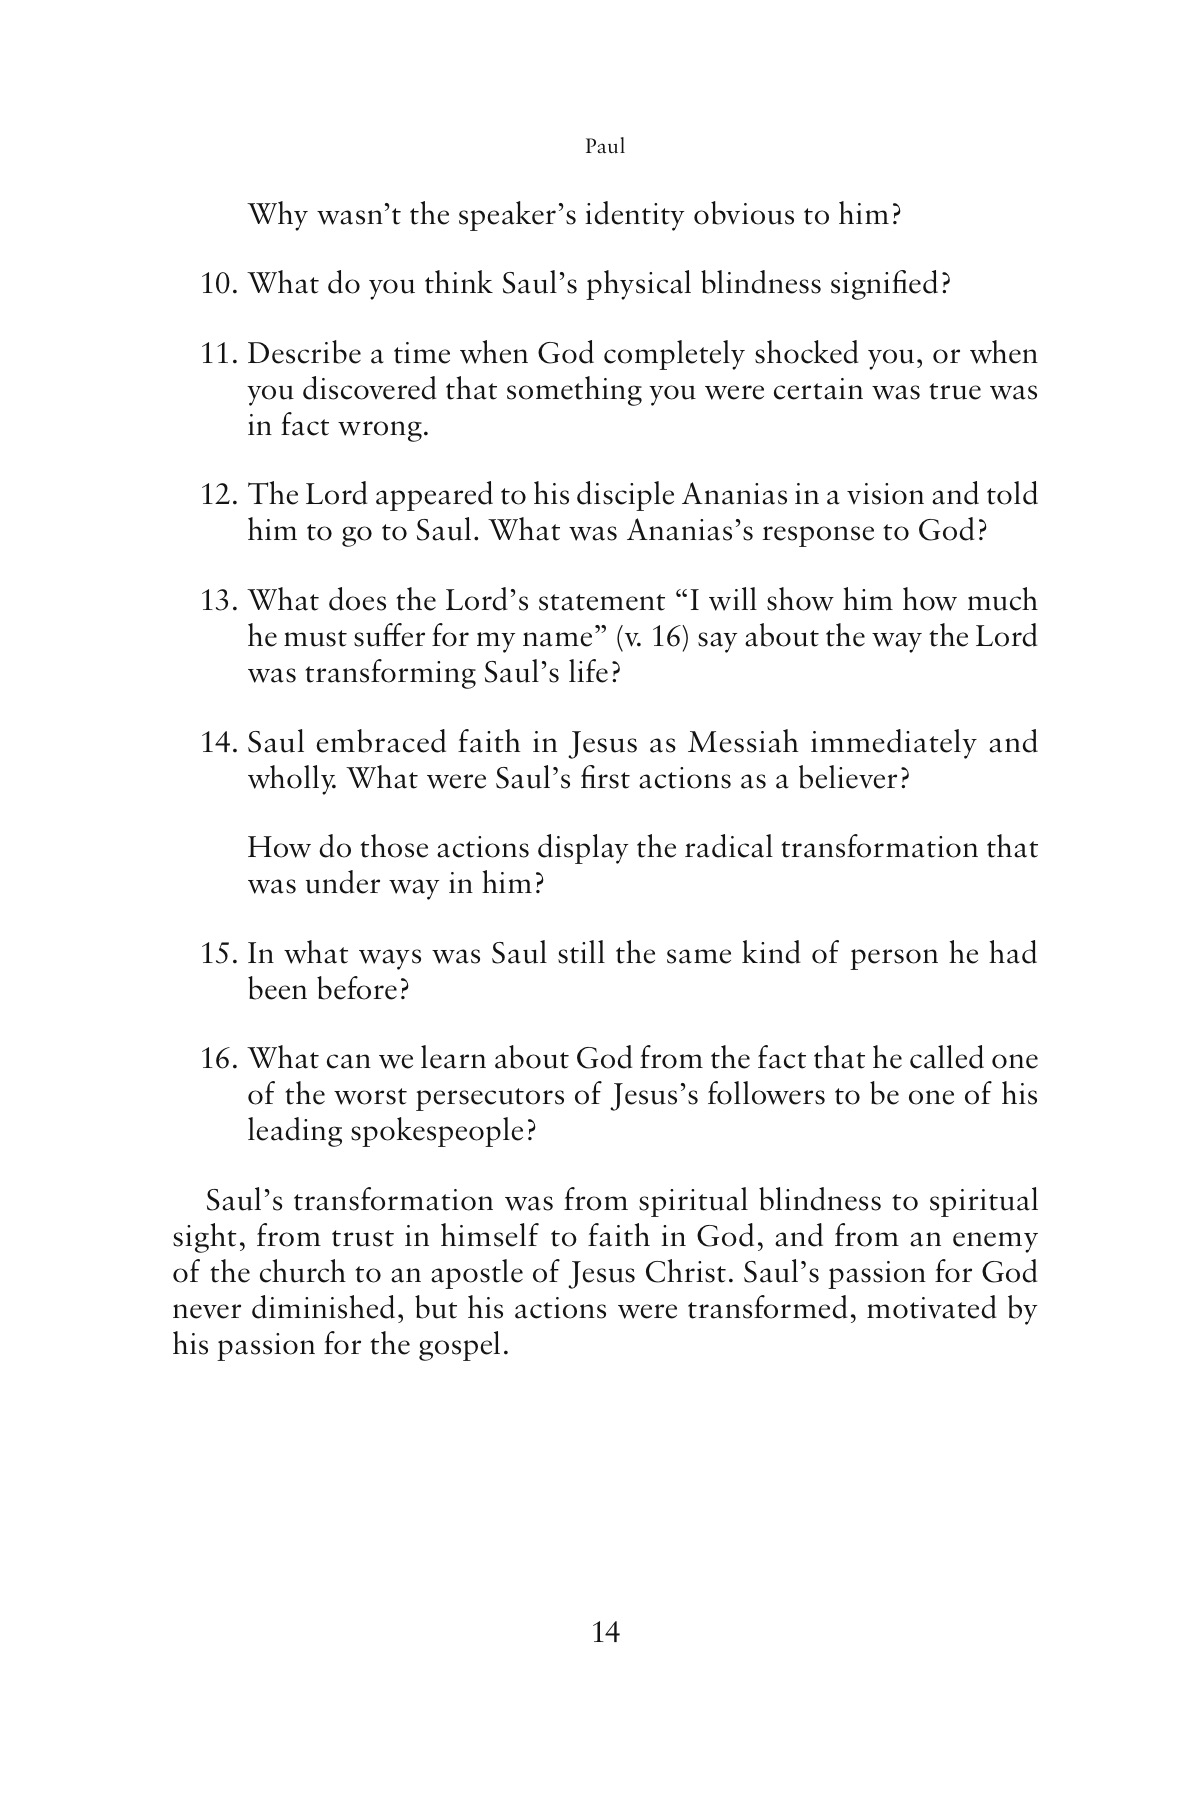 Paul
Why wasn’t the speaker’s identity obvious to him?
10. What do you think Saul’s physical blindness signified?
11. Describe a time when God completely shocked you, or when
you discovered that something you were certain was true was
in fact wrong.
12. The Lord appeared to his disciple Ananias in a vision and told
him to go to Saul. What was Ananias’s response to God?
13. What does the Lord’s statement “I will show him how much
he must suffer for my name” (v. 16) say about the way the Lord
was transforming Saul’s life?
14. Saul embraced faith in Jesus as Messiah immediately and
wholly. What were Saul’s first actions as a believer?
How do those actions display the radical transformation that
was under way in him?
15. In what ways was Saul still the same kind of person he had
been before?
16. What can we learn about God from the fact that he called one
of the worst persecutors of Jesus’s followers to be one of his
leading spokespeople?
Saul’s transformation was from spiritual blindness to spiritual
sight, from trust in himself to faith in God, and from an enemy
of the church to an apostle of Jesus Christ. Saul’s passion for God
never diminished, but his actions were transformed, motivated by
his passion for the gospel.
14